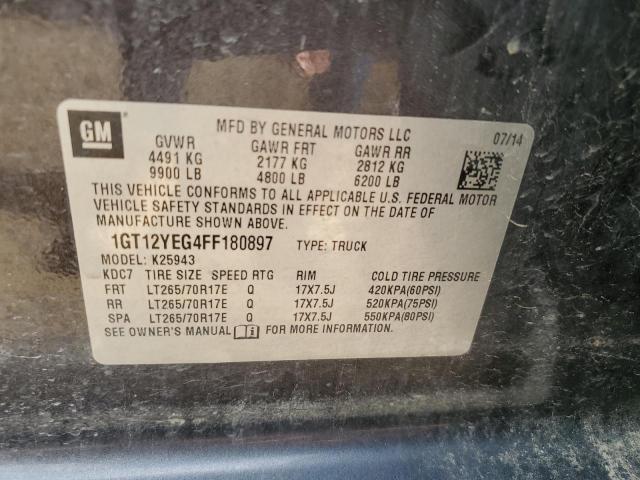 GM
MFD BY GENERAL MOTORS LLC 07/14
GVWR GAWR FRT GAWR RR
4491 KG 2177 KG 2812 KG
9900 LB 4800 LB 6200 LB
THIS VEHICLE CONFORMS TO ALL APPLICABLE U.S. FEDERAL MOTOR
VEHICLE SAFETY STANDARDS IN EFFECT ON THE DATE OF
MANUFACTURE SHOWN ABOVE.
1GT12YEG4FF180897 TYPE: TRUCK
MODEL: K25943
KDC7 TIRE SIZE SPEED RTG RIM COLD TIRE PRESSURE
FRT LT265/70R17E Q 17X7.5J 420KPA(60PSI)
RR LT265/70R17E Q 17X7.5J 520KPA(75PSI)
SPA LT265/70R17E Q 17X7.5J 550KPA(80PSI)
SEE OWNER'S MANUAL FOR MORE INFORMATION.